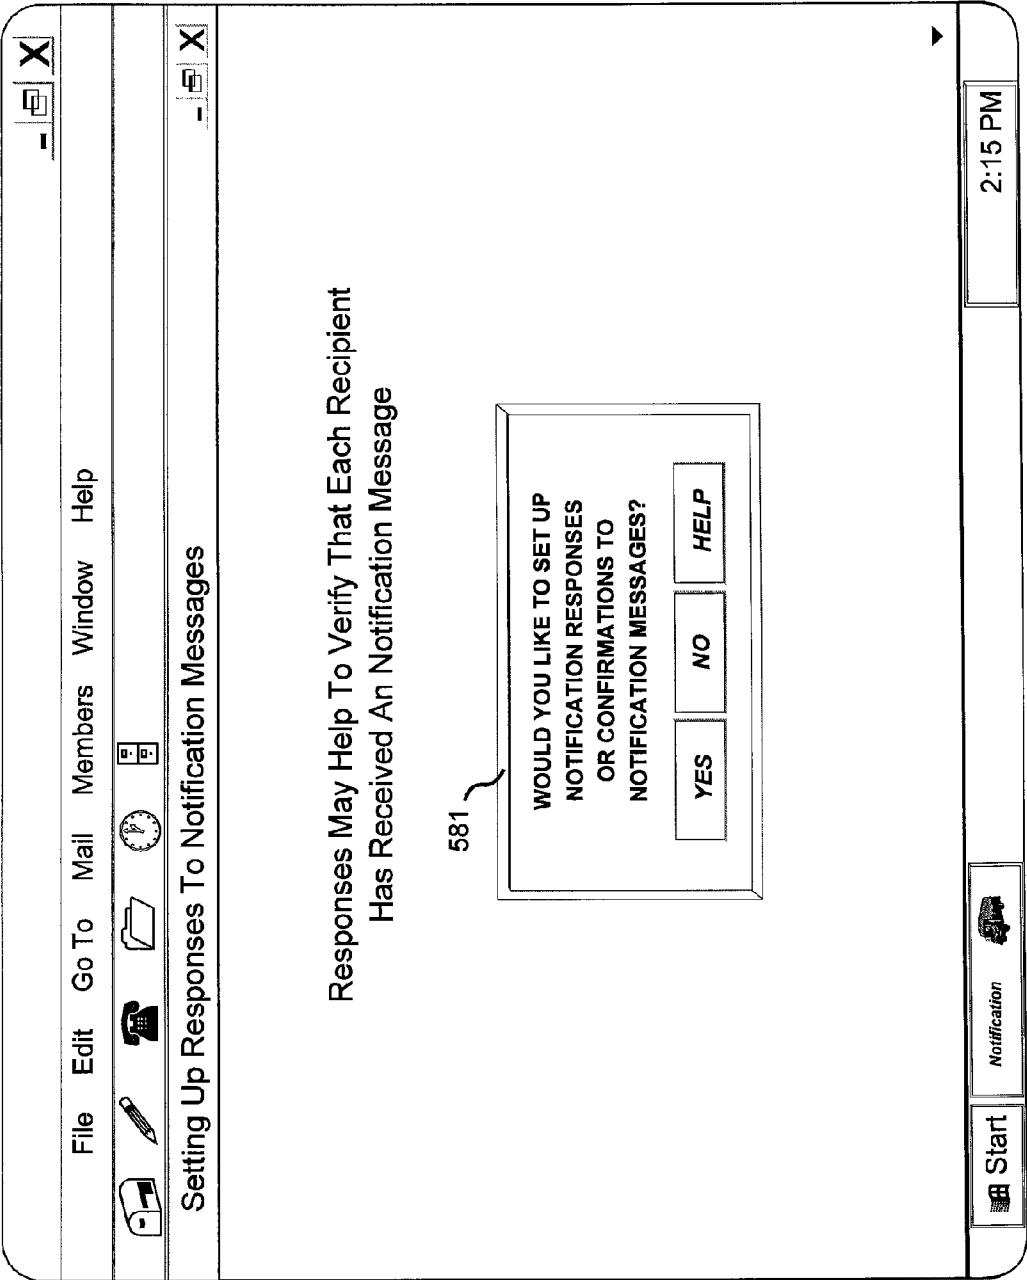 File Edit Go To Mail Members Window Help
Setting Up Responses To Notification Messages
Responses May Help To Verify That Each Recipient
Has Received An Notification Message
581
WOULD YOU LIKE TO SET UP
NOTIFICATION RESPONSES
OR CONFIRMATIONS TO
NOTIFICATION MESSAGES?
YES NO HELP
Start Notification 2:15 PM